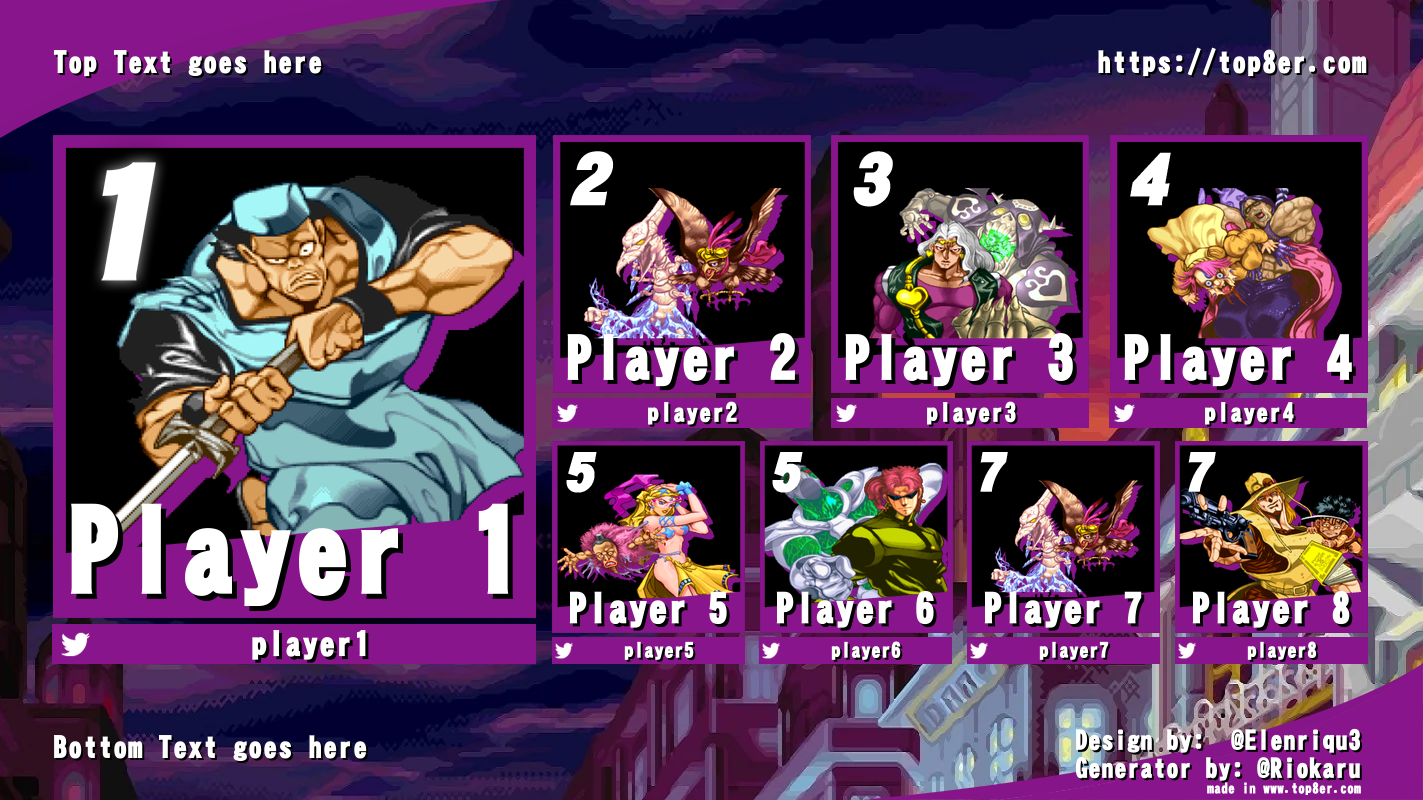 Top Text goes here
https://top8er.com
1
Player 1
player1
2
Player 2
player2
3
Player 3
player3
4
Player 4
player4
5
Player 5
player5
5
Player 6
player6
7
Player 7
player7
7
Player 8
player8
Bottom Text goes here
Design by: @Elenriqu3
Generator by: @Riokaru
made in www.top8er.com